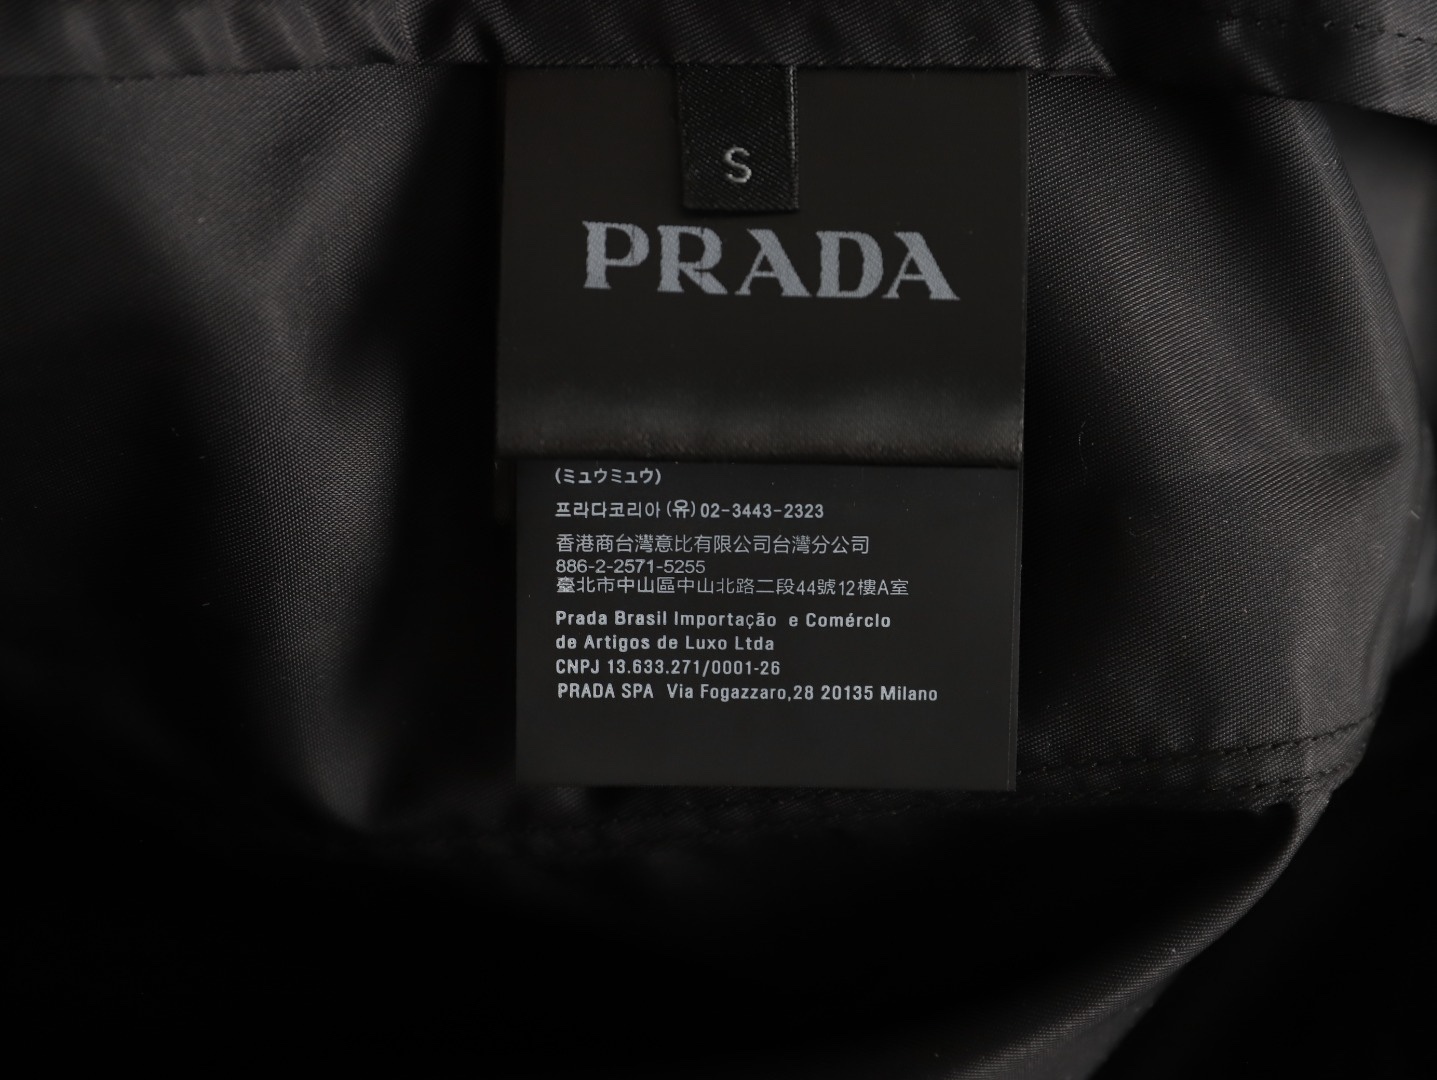 S
PRADA
(ミュウミュウ)
프라다코리아(유)02-3443-2323
香港商台灣意比有限公司台灣分公司
886-2-2571-5255
臺北市中山區中山北路二段44號12樓A室
Prada Brasil Importação e Comércio
de Artigos de Luxo Ltda
CNPJ 13.633.271/0001-26
PRADA SPA Via Fogazzaro,28 20135 Milano